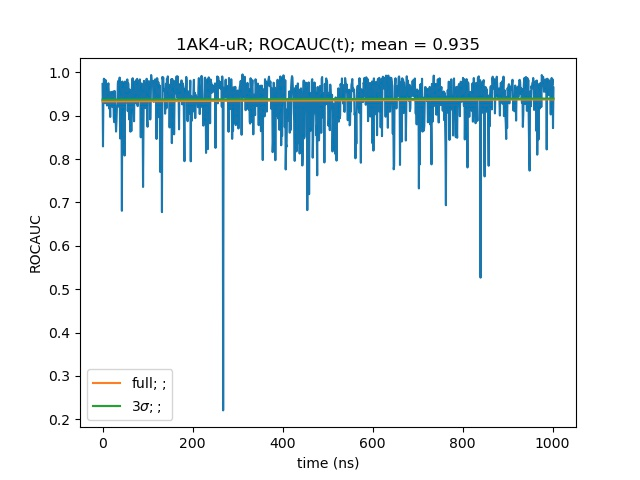 1AK4-uR; ROCAUC(t); mean = 0.935
ROCAUC
1.0
0.9
0.8
0.7
0.6
0.5
0.4
0.3
0.2
full; ;
3σ; ;
0 200 400 600 800 1000
time (ns)